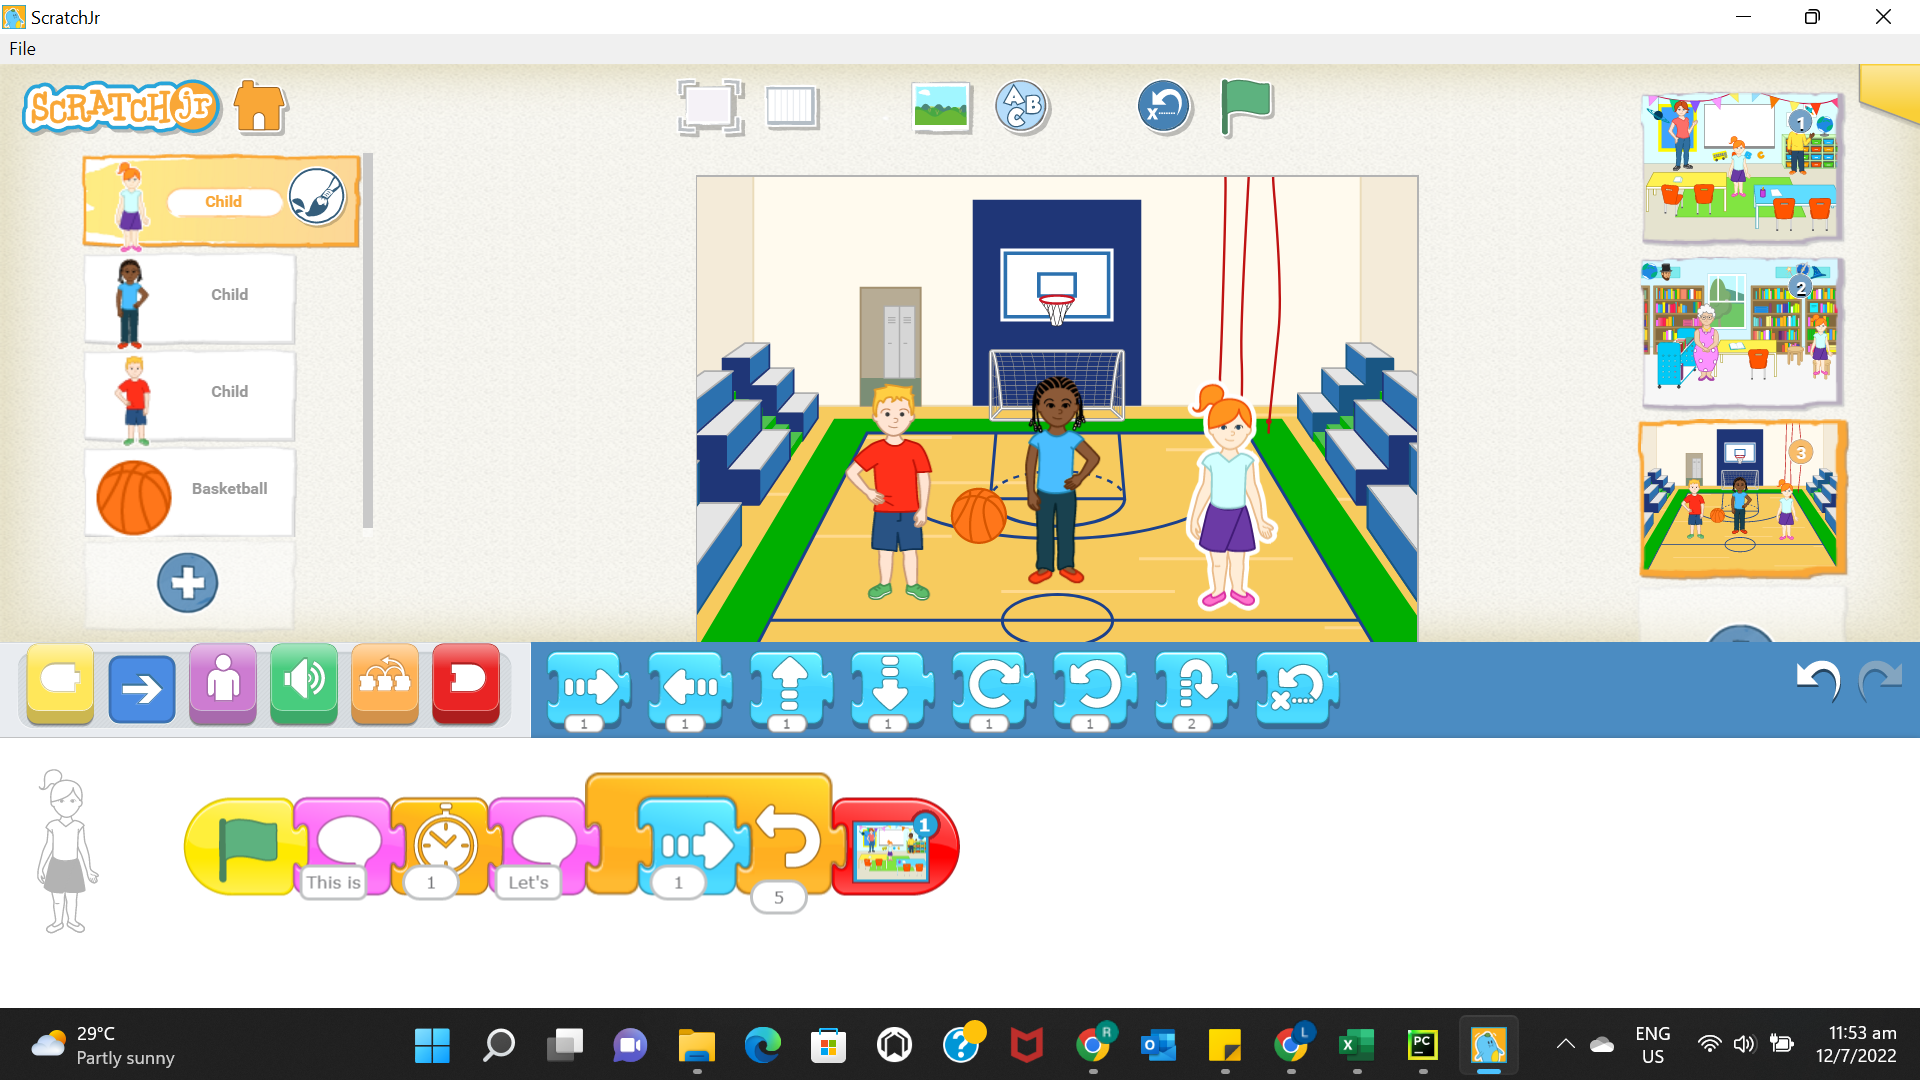 ScratchJr
File
SCRATCHJr
A B C
x
1
Child
Child
2
Child
Basketball
3
1
1
1
1
1
1
2
x
1
This is
1
Let's
1
5
29°C
Partly sunny
R
L
X
PC
ENG
US
11:53 am
12/7/2022